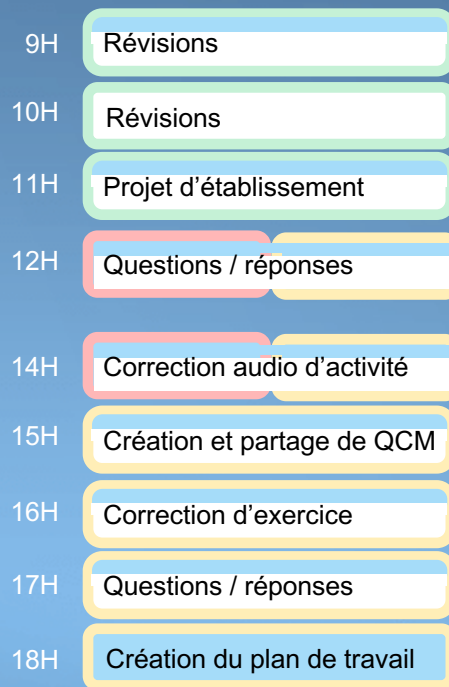 9H Révisions
10H Révisions
11H Projet d'établissement
12H Questions / réponses
14H Correction audio d'activité
15H Création et partage de QCM
16H Correction d'exercice
17H Questions / réponses
18H Création du plan de travail